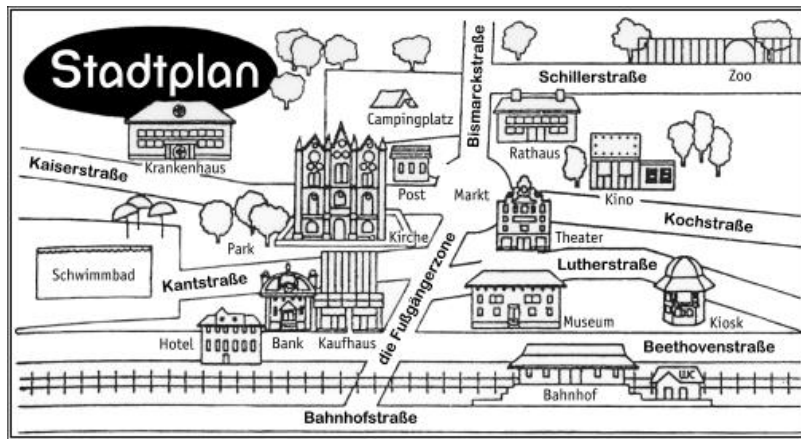 Stadtplan
Bismarckstraße
Schillerstraße
Zoo
Campingplatz
Krankenhaus
Rathaus
Kaiserstraße
Post
Markt
Kino
Kochstraße
Park
Kirche
Theater
Schwimmbad
Kantstraße
Lutherstraße
die Fußgängerzone
Museum
Kiosk
Hotel
Bank
Kaufhaus
Beethovenstraße
WC
Bahnhof
Bahnhofstraße